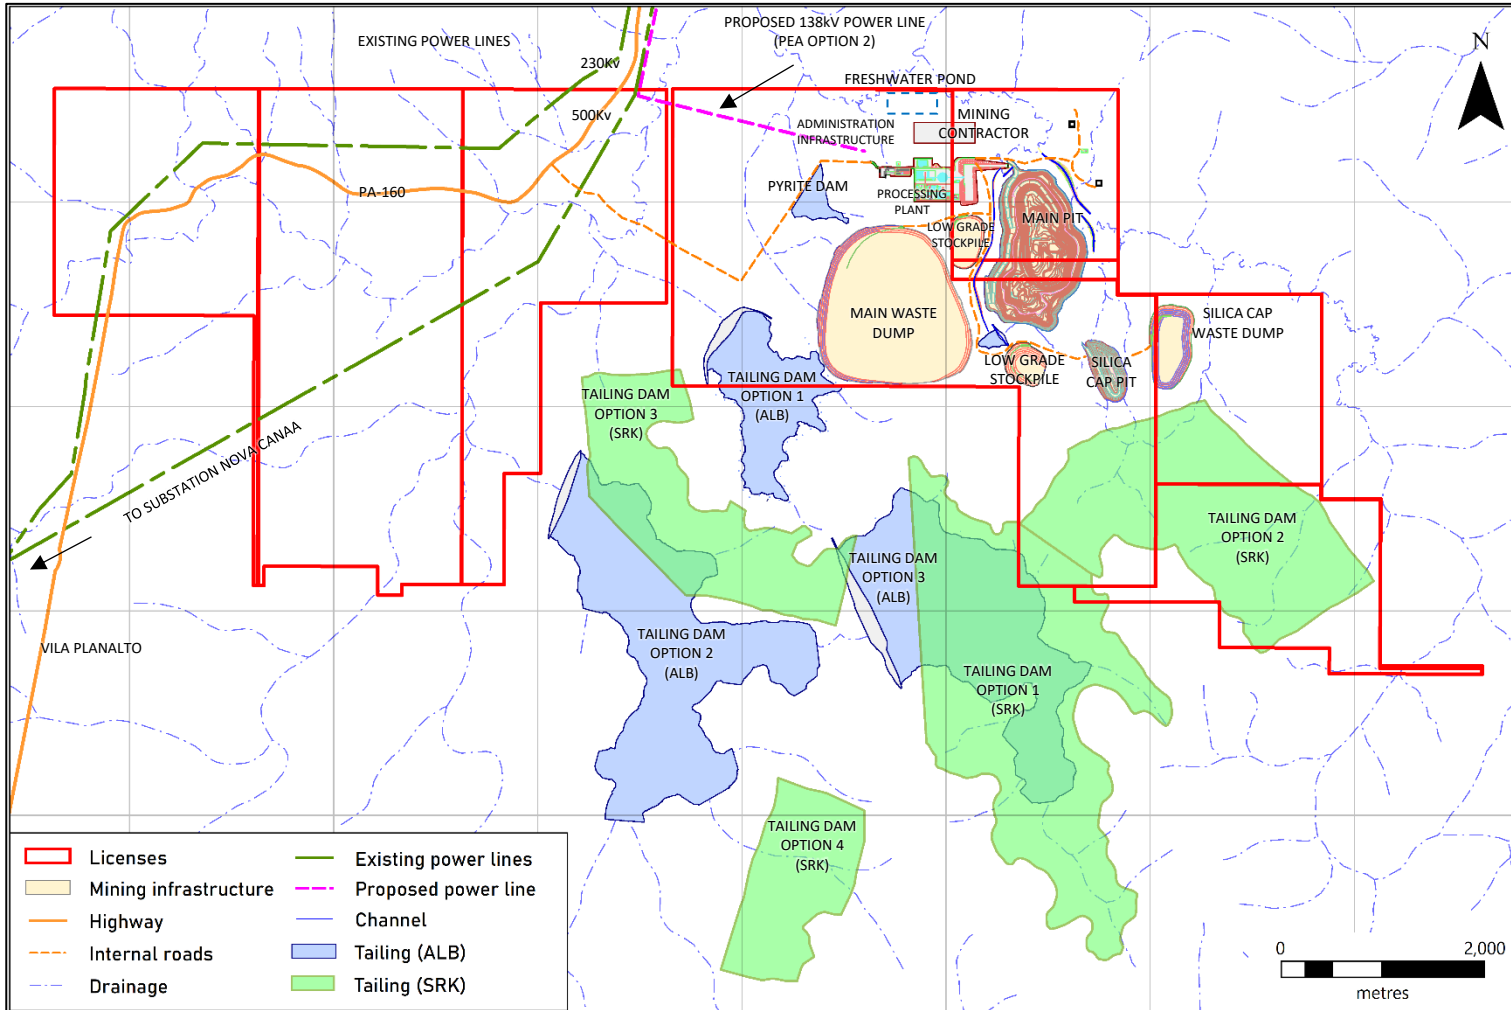 PROPOSED 138kV POWER LINE
(PEA OPTION 2)
N
EXISTING POWER LINES
230Kv
500Kv
FRESHWATER POND
MINING
CONTRACTOR
ADMINISTRATION
INFRASTRUCTURE
PA-160
PYRITE DAM
PROCESSING
PLANT
LOW GRADE
STOCKPILE
MAIN PIT
MAIN WASTE
DUMP
SILICA CAP
WASTE DUMP
LOW GRADE
STOCKPILE
SILICA
CAP PIT
TAILING DAM
OPTION 1
(ALB)
TAILING DAM
OPTION 3
(SRK)
TO SUBSTATION NOVA CANAA
TAILING DAM
OPTION 2
(SRK)
TAILING DAM
OPTION 3
(ALB)
VILA PLANALTO
TAILING DAM
OPTION 2
(ALB)
TAILING DAM
OPTION 1
(SRK)
TAILING DAM
OPTION 4
(SRK)
Licenses
Mining infrastructure
Highway
Internal roads
Drainage
Existing power lines
Proposed power line
Channel
Tailing (ALB)
Tailing (SRK)
0 2,000
metres